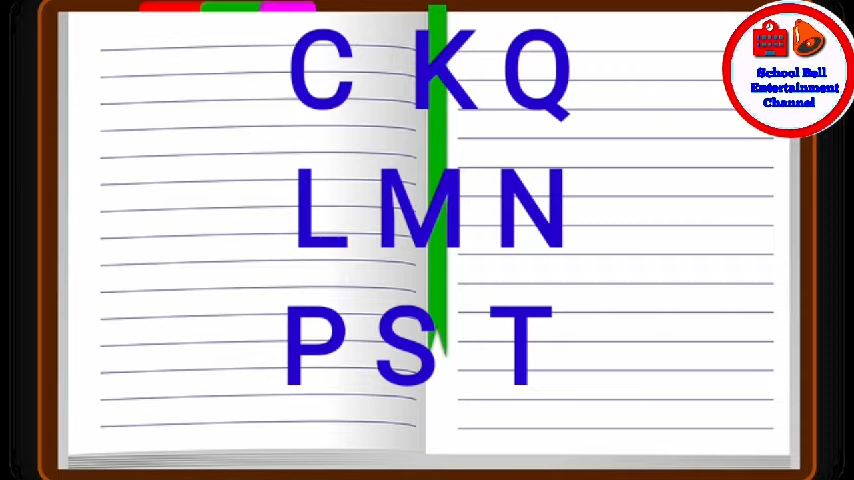 C K Q
L M N
P S T
School Bell
Entertainment
Channel